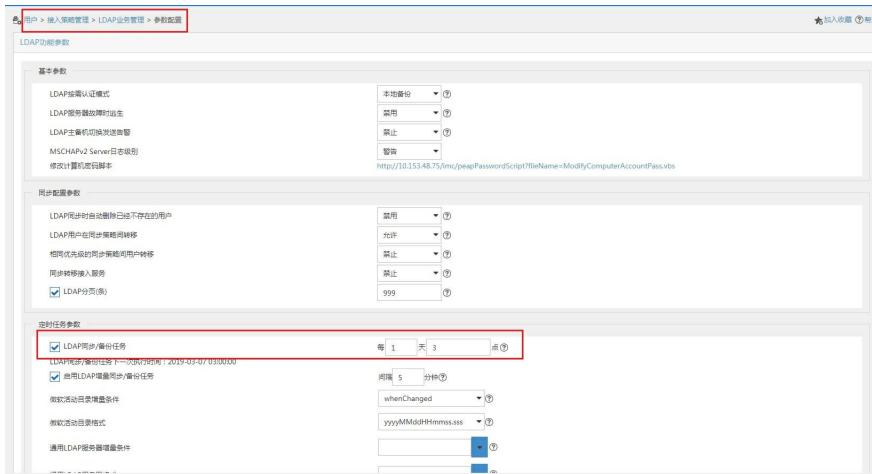 用户 > 接入策略管理 > LDAP业务管理 > 参数配置
加入收藏
LDAP功能参数
基本参数
LDAP按需认证模式 本地备份
LDAP服务器故障时逃生 禁用
LDAP主备机切换发送告警 禁止
MSCHAPv2 Server日志级别 警告
修改计算机密码脚本 http://10.153.48.75/imc/peapPasswordScript?fileName=ModifyComputerAccountPass.vbs
同步配置参数
LDAP同步时自动删除已经不存在的用户 禁用
LDAP用户在同步策略间转移 允许
相同优先级的同步策略间用户转移 禁止
同步转移接入服务 禁止
LDAP分页(条) 999
定时任务参数
LDAP同步/备份任务 每 1 天 3 点
LDAP同步/备份任务下一次执行时间：2019-03-07 03:00:00
启用LDAP增量同步/备份任务 间隔 5 分钟
微软活动目录增量条件 whenChanged
微软活动目录格式 yyyyMMddHHmmss.sss
通用LDAP服务器增量条件